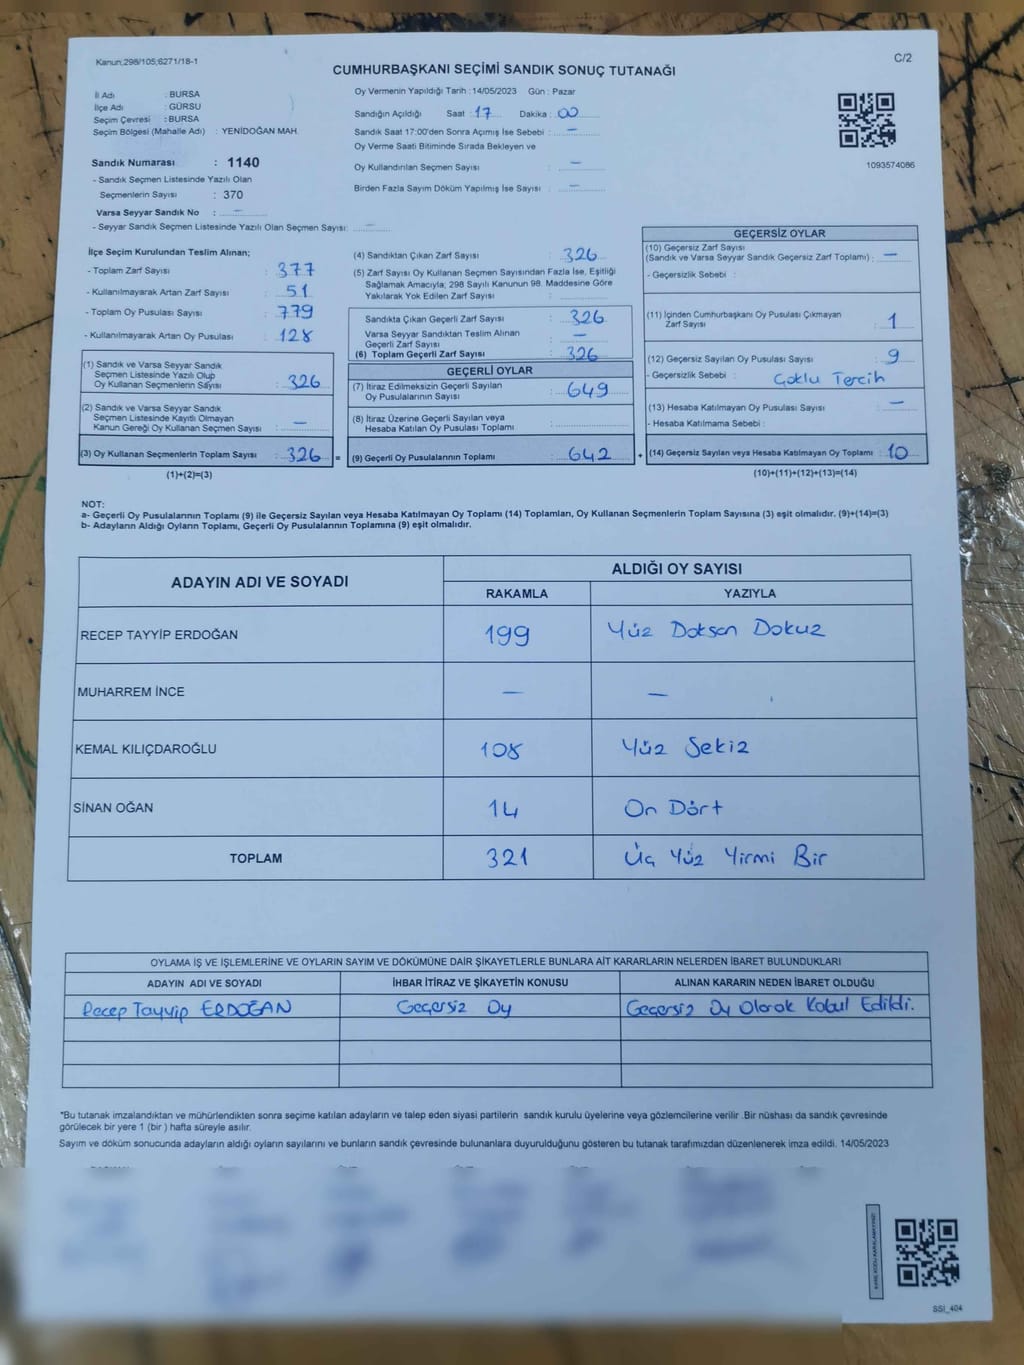 Kanun;298/105;6271/18-1
C/2
CUMHURBAŞKANI SEÇİMİ SANDIK SONUÇ TUTANAĞI
İl Adı : BURSA
İlçe Adı : GÜRSU
Seçim Çevresi : BURSA
Seçim Bölgesi (Mahalle Adı) : YENİDOĞAN MAH.
Sandık Numarası : 1140
- Sandık Seçmen Listesinde Yazılı Olan
Seçmenlerin Sayısı : 370
Varsa Seyyar Sandık No : –
- Seyyar Sandık Seçmen Listesinde Yazılı Olan Seçmen Sayısı: –
Oy Vermenin Yapıldığı Tarih : 14/05/2023 Gün : Pazar
Sandığın Açıldığı Saat : 17 Dakika : 00
Sandık Saat 17:00'den Sonra Açımış İse Sebebi : –
Oy Verme Saati Bitiminde Sırada Bekleyen ve
Oy Kullandırılan Seçmen Sayısı : –
Birden Fazla Sayım Döküm Yapılmış İse Sayısı : –
1093574086
İlçe Seçim Kurulundan Teslim Alınan;
- Toplam Zarf Sayısı : 377
- Kullanılmayarak Artan Zarf Sayısı : 51
- Toplam Oy Pusulası Sayısı : 779
- Kullanılmayarak Artan Oy Pusulası : 128
(1) Sandık ve Varsa Seyyar Sandık
Seçmen Listesinde Yazılı Olup
Oy Kullanan Seçmenlerin Sayısı : 326
(2) Sandık ve Varsa Seyyar Sandık
Seçmen Listesinde Kayıtlı Olmayan
Kanun Gereği Oy Kullanan Seçmen Sayısı : –
(3) Oy Kullanan Seçmenlerin Toplam Sayısı : 326 =
(1)+(2)=(3)
(4) Sandıktan Çıkan Zarf Sayısı : 326
(5) Zarf Sayısı Oy Kullanan Seçmen Sayısından Fazla İse, Eşitliği
Sağlamak Amacıyla; 298 Sayılı Kanunun 98. Maddesine Göre
Yakılarak Yok Edilen Zarf Sayısı :
Sandıkta Çıkan Geçerli Zarf Sayısı : 326
Varsa Seyyar Sandıktan Teslim Alınan
Geçerli Zarf Sayısı : –
(6) Toplam Geçerli Zarf Sayısı : 326
GEÇERLİ OYLAR
(7) İtiraz Edilmeksizin Geçerli Sayılan
Oy Pusulalarının Sayısı : 649
(8) İtiraz Üzerine Geçerli Sayılan veya
Hesaba Katılan Oy Pusulası Toplamı :
(9) Geçerli Oy Pusulalarının Toplamı : 642 +
GEÇERSİZ OYLAR
(10) Geçersiz Zarf Sayısı
(Sandık ve Varsa Seyyar Sandık Geçersiz Zarf Toplamı) : –
- Geçersizlik Sebebi :
(11) İçinden Cumhurbaşkanı Oy Pusulası Çıkmayan
Zarf Sayısı : 1
(12) Geçersiz Sayılan Oy Pusulası Sayısı : 9
- Geçersizlik Sebebi : Çoklu Tercih
(13) Hesaba Katılmayan Oy Pusulası Sayısı : –
- Hesaba Katılmama Sebebi :
(14) Geçersiz Sayılan veya Hesaba Katılmayan Oy Toplamı : 10
(10)+(11)+(12)+(13)=(14)
NOT:
a- Geçerli Oy Pusulalarının Toplamı (9) ile Geçersiz Sayılan veya Hesaba Katılmayan Oy Toplamı (14) Toplamları, Oy Kullanan Seçmenlerin Toplam Sayısına (3) eşit olmalıdır. (9)+(14)=(3)
b- Adayların Aldığı Oyların Toplamı, Geçerli Oy Pusulalarının Toplamına (9) eşit olmalıdır.
ADAYIN ADI VE SOYADI
ALDIĞI OY SAYISI
RAKAMLA YAZIYLA
RECEP TAYYİP ERDOĞAN 199 Yüz Doksan Dokuz
MUHARREM İNCE – –
KEMAL KILIÇDAROĞLU 108 Yüz Sekiz
SİNAN OĞAN 14 On Dört
TOPLAM 321 Üç Yüz Yirmi Bir
OYLAMA İŞ VE İŞLEMLERİNE VE OYLARIN SAYIM VE DÖKÜMÜNE DAİR ŞİKAYETLERLE BUNLARA AİT KARARLARIN NELERDEN İBARET BULUNDUKLARI
ADAYIN ADI VE SOYADI İHBAR İTİRAZ VE ŞİKAYETİN KONUSU ALINAN KARARIN NEDEN İBARET OLDUĞU
Recep Tayyip ERDOĞAN Geçersiz Oy Geçersiz Oy Olarak Kabul Edildi.
*Bu tutanak imzalandıktan ve mühürlendikten sonra seçime katılan adayların ve talep eden siyasi partilerin sandık kurulu üyelerine veya gözlemcilerine verilir .Bir nüshası da sandık çevresinde
görülecek bir yere 1 (bir ) hafta süreyle asılır.
Sayım ve döküm sonucunda adayların aldığı oyların sayılarını ve bunların sandık çevresinde bulunanlara duyurulduğunu gösteren bu tutanak tarafımızdan düzenlenerek imza edildi. 14/05/2023
SSİ_404